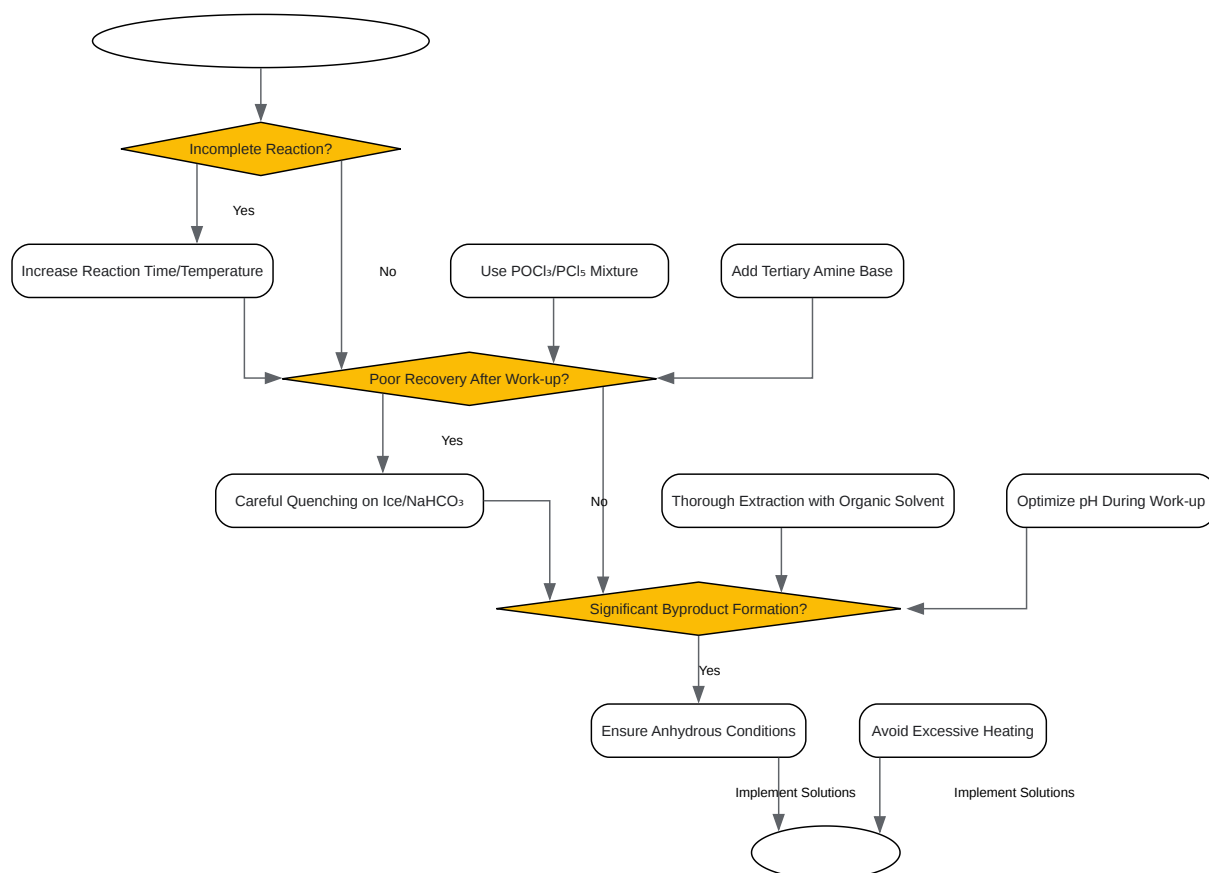 Incomplete Reaction?
Yes
Increase Reaction Time/Temperature
No
Use POCl₃/PCl₅ Mixture
Add Tertiary Amine Base
Poor Recovery After Work-up?
Yes
Careful Quenching on Ice/NaHCO₃
No
Thorough Extraction with Organic Solvent
Optimize pH During Work-up
Significant Byproduct Formation?
Yes
Ensure Anhydrous Conditions
Avoid Excessive Heating
Implement Solutions
Implement Solutions